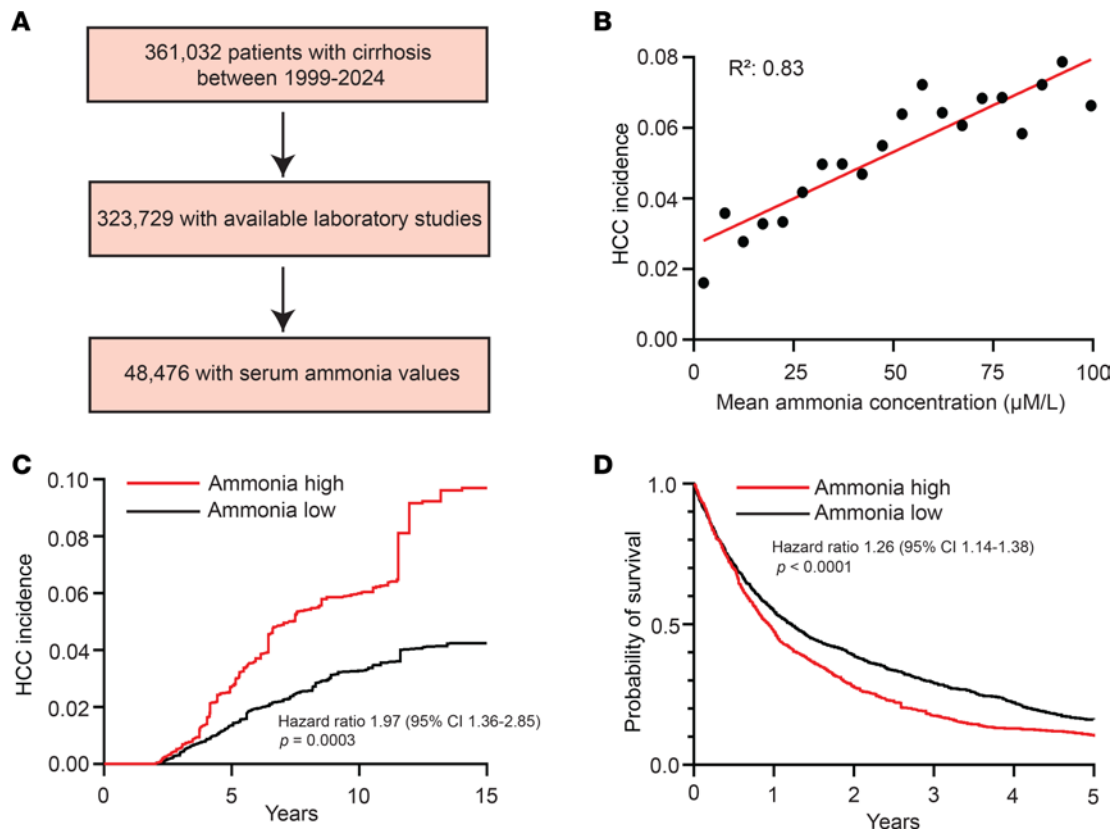 A
361,032 patients with cirrhosis
between 1999-2024
323,729 with available laboratory studies
48,476 with serum ammonia values
B
R²: 0.83
HCC incidence
0.08
0.06
0.04
0.02
0.00
0
25
50
75
100
Mean ammonia concentration (µM/L)
C
Ammonia high
Ammonia low
HCC incidence
0.10
0.08
0.06
0.04
0.02
0.00
Hazard ratio 1.97 (95% CI 1.36-2.85)
p = 0.0003
0
5
10
15
Years
D
Ammonia high
Ammonia low
Hazard ratio 1.26 (95% CI 1.14-1.38)
p < 0.0001
Probability of survival
1.0
0.5
0.0
0
1
2
3
4
5
Years